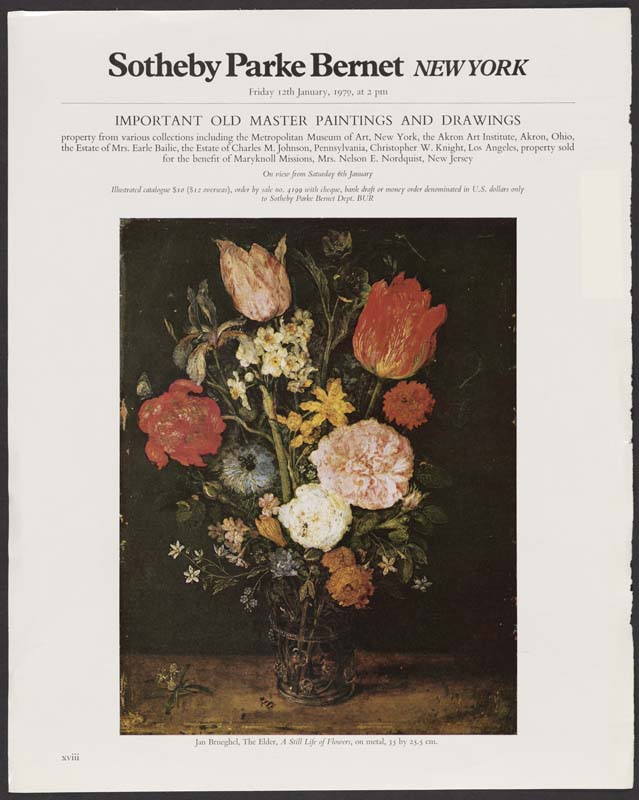 Sotheby Parke Bernet NEW YORK
Friday 12th January, 1979, at 2 pm
IMPORTANT OLD MASTER PAINTINGS AND DRAWINGS
property from various collections including the Metropolitan Museum of Art, New York, the Akron Art Institute, Akron, Ohio,
the Estate of Mrs. Earle Bailie, the Estate of Charles M. Johnson, Pennsylvania, Christopher W. Knight, Los Angeles, property sold
for the benefit of Maryknoll Missions, Mrs. Nelson E. Nordquist, New Jersey
On view from Saturday 6th January
Illustrated catalogue $10 ($12 overseas), order by sale no. 4199 with cheque, bank draft or money order denominated in U.S. dollars only
to Sotheby Parke Bernet Dept. BUR
Jan Brueghel, The Elder, A Still Life of Flowers, on metal, 35 by 25.5 cm.
xviii